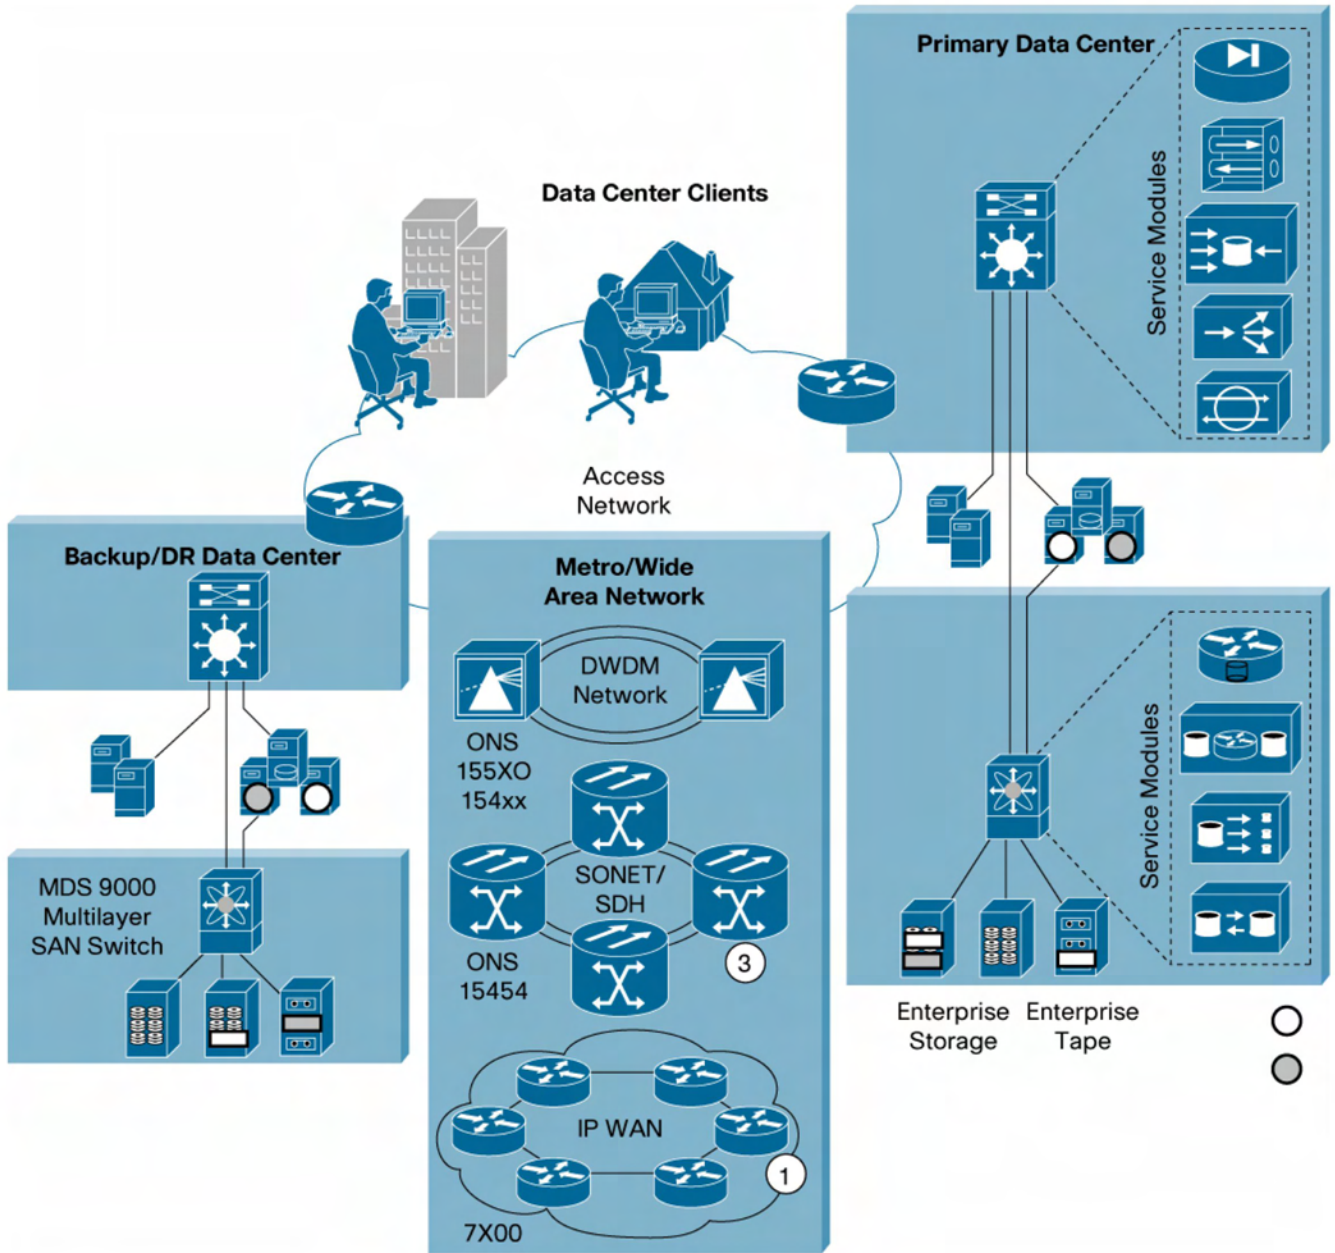 Primary Data Center
Service Modules
Data Center Clients
Access
Network
Backup/DR Data Center
Metro/Wide
Area Network
DWDM
Network
ONS
155XO
154xx
SONET/
SDH
ONS
15454
3
IP WAN
1
7X00
MDS 9000
Multilayer
SAN Switch
Service Modules
Enterprise
Storage
Enterprise
Tape